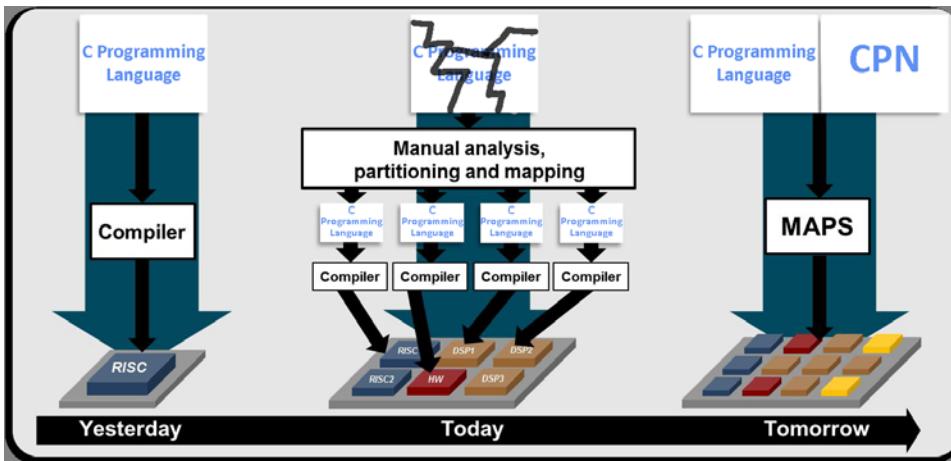 C Programming
Language
Compiler
RISC
Yesterday
C Programming
Language
Manual analysis,
partitioning and mapping
C
Programming
Language
C
Programming
Language
C
Programming
Language
C
Programming
Language
Compiler
Compiler
Compiler
Compiler
RISC
DSP1
DSP2
RISC2
HW
DSP3
Today
C Programming
Language
CPN
MAPS
Tomorrow